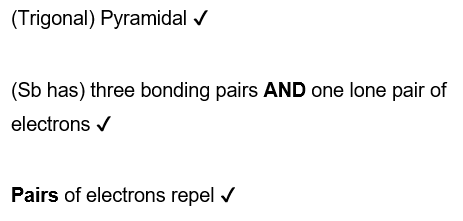 (Trigonal) Pyramidal ✓
(Sb has) three bonding pairs AND one lone pair of
electrons ✓
Pairs of electrons repel ✓